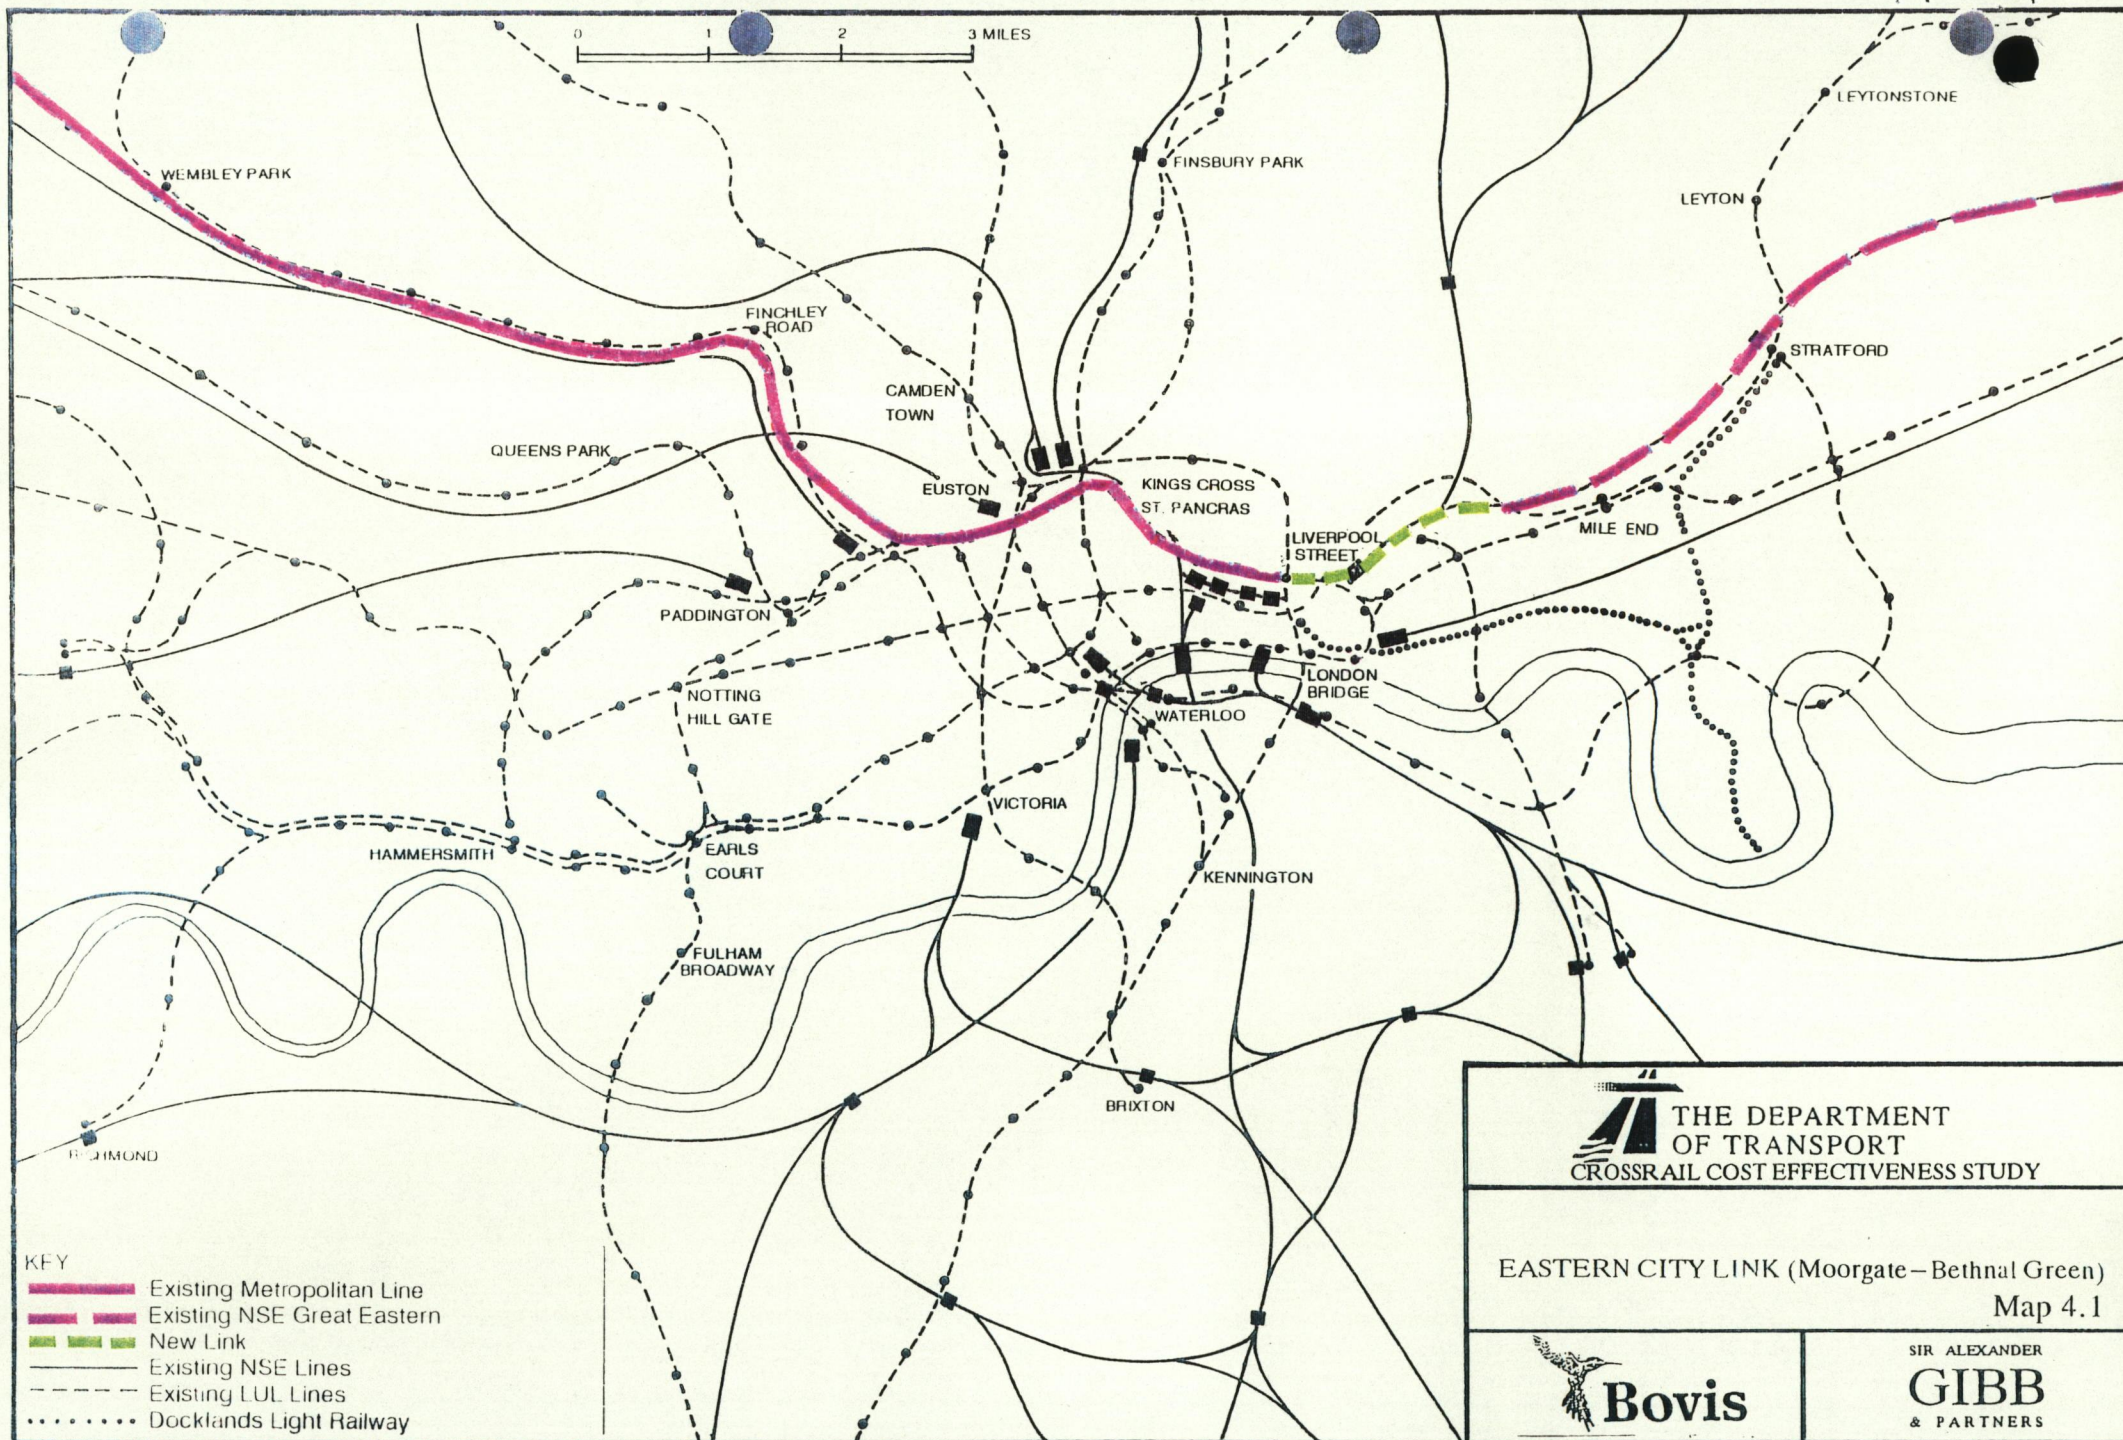 0 1 2 3 MILES
LEYTONSTONE
FINSBURY PARK
WEMBLEY PARK
LEYTON
FINCHLEY
ROAD
STRATFORD
CAMDEN
TOWN
QUEENS PARK
EUSTON
KINGS CROSS
ST. PANCRAS
MILE END
LIVERPOOL
STREET
PADDINGTON
LONDON
BRIDGE
NOTTING
HILL GATE
WATERLOO
VICTORIA
HAMMERSMITH
EARLS
COURT
KENNINGTON
FULHAM
BROADWAY
BRIXTON
RICHMOND
THE DEPARTMENT
OF TRANSPORT
CROSSRAIL COST EFFECTIVENESS STUDY
EASTERN CITY LINK (Moorgate–Bethnal Green)
Map 4.1
Bovis
SIR ALEXANDER
GIBB
& PARTNERS
KEY
Existing Metropolitan Line
Existing NSE Great Eastern
New Link
Existing NSE Lines
Existing LUL Lines
Docklands Light Railway